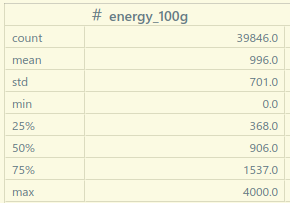 # energy_100g
count 39846.0
mean 996.0
std 701.0
min 0.0
25% 368.0
50% 906.0
75% 1537.0
max 4000.0